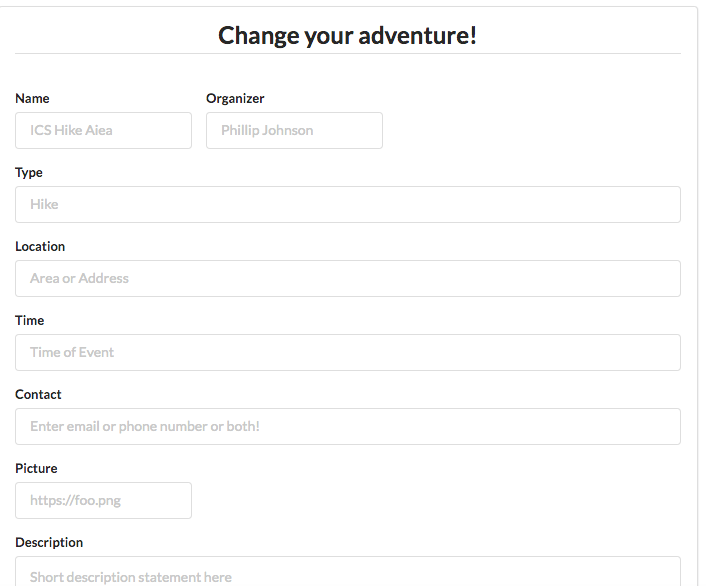 Change your adventure!
Name Organizer
ICS Hike Aiea Phillip Johnson
Type
Hike
Location
Area or Address
Time
Time of Event
Contact
Enter email or phone number or both!
Picture
https://foo.png
Description
Short description statement here